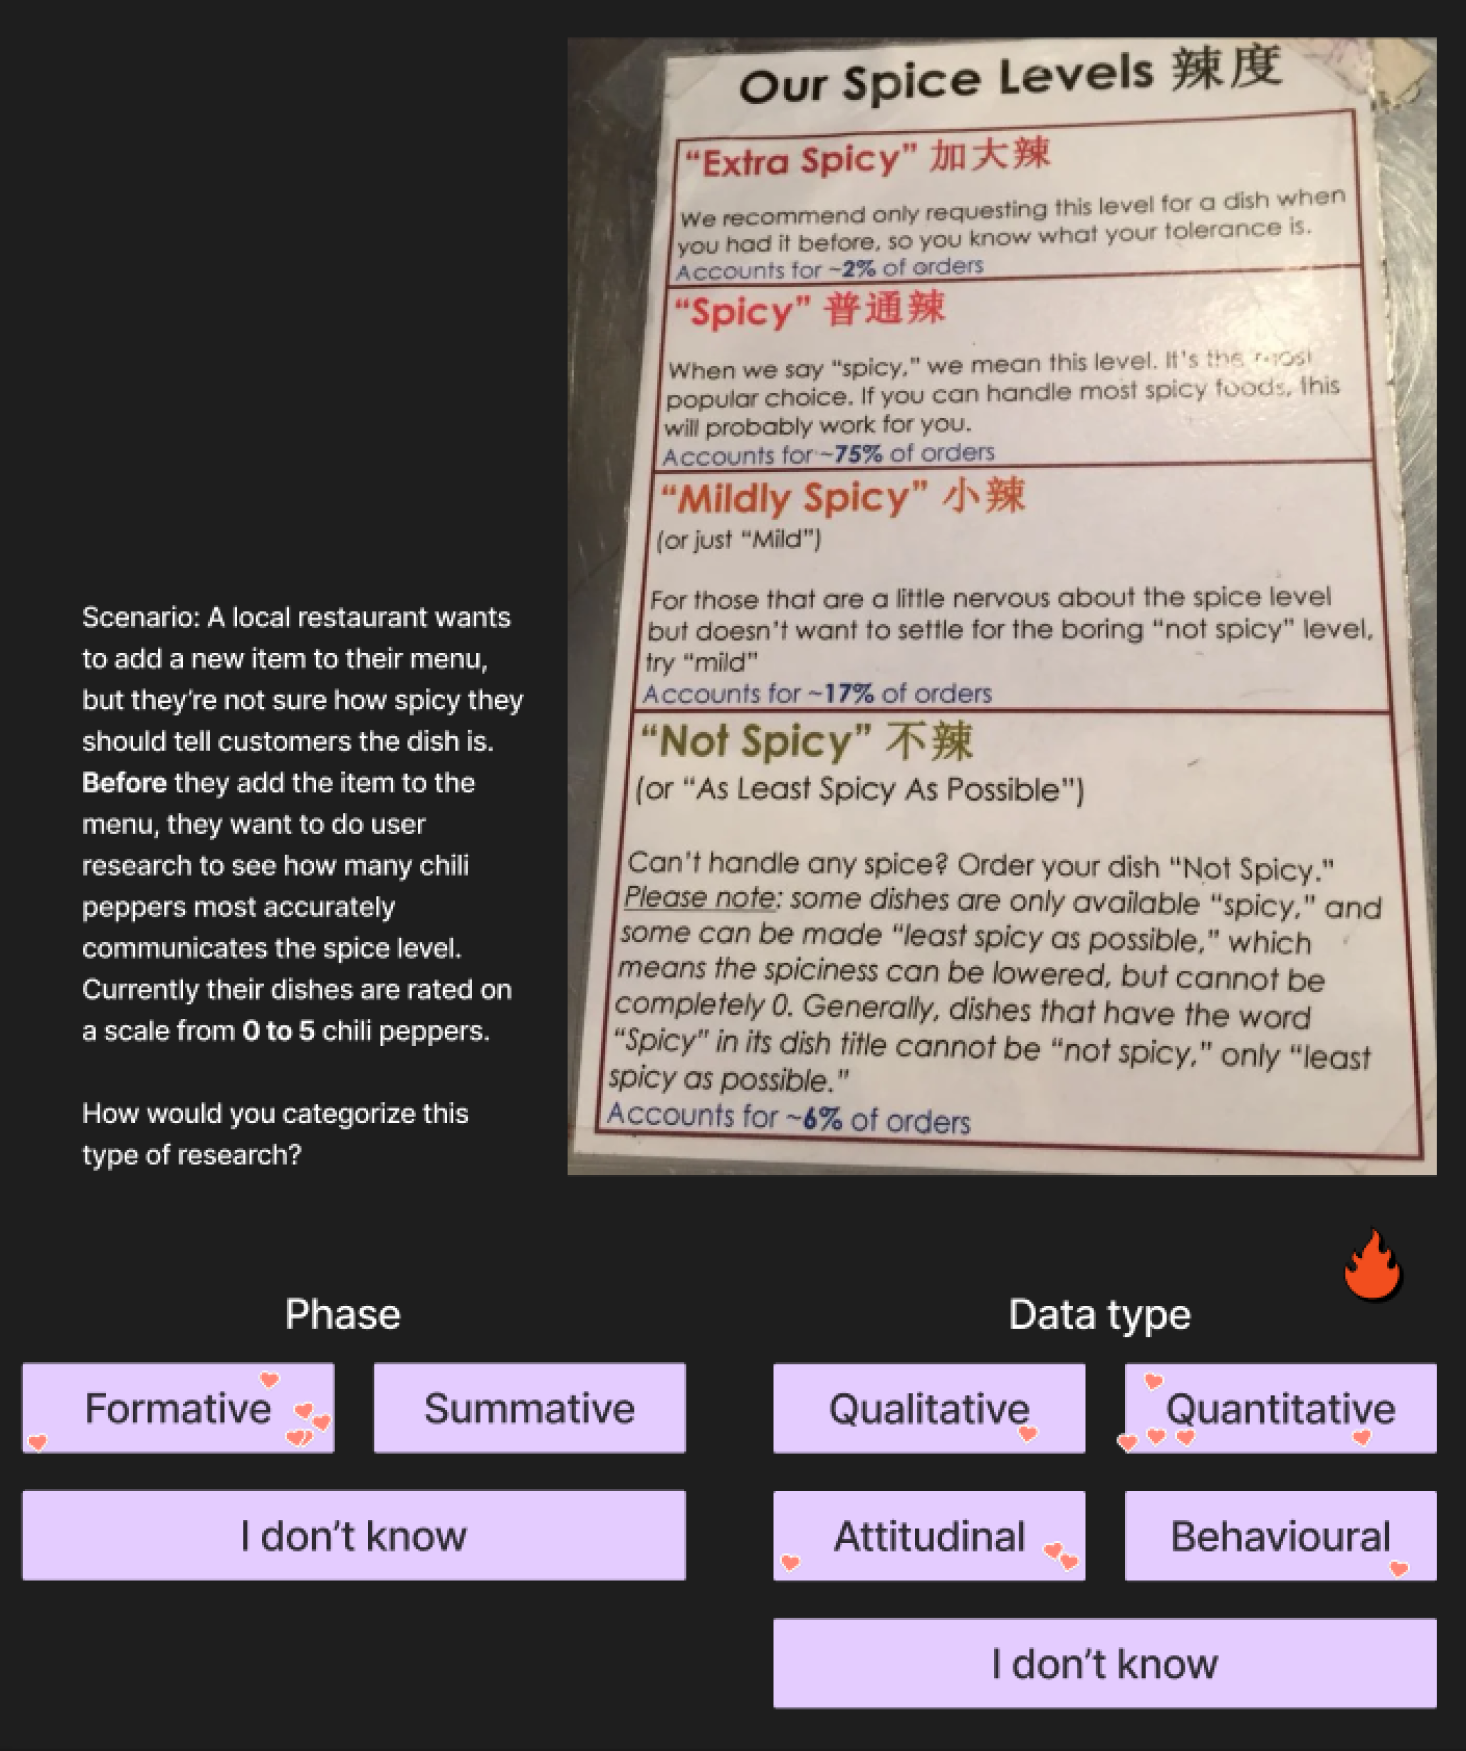 Our Spice Levels 辣度
“Extra Spicy” 加大辣
We recommend only requesting this level for a dish when
you had it before, so you know what your tolerance is.
Accounts for ~2% of orders
“Spicy” 普通辣
When we say “spicy,” we mean this level. It's the most
popular choice. If you can handle most spicy foods, this
will probably work for you.
Accounts for ~75% of orders
“Mildly Spicy” 小辣
(or just “Mild”)
For those that are a little nervous about the spice level
but doesn't want to settle for the boring “not spicy” level,
try “mild”
Accounts for ~17% of orders
“Not Spicy” 不辣
(or “As Least Spicy As Possible”)
Can't handle any spice? Order your dish “Not Spicy.”
Please note: some dishes are only available “spicy,” and
some can be made “least spicy as possible,” which
means the spiciness can be lowered, but cannot be
completely 0. Generally, dishes that have the word
“Spicy” in its dish title cannot be “not spicy,” only “least
spicy as possible.”
Accounts for ~6% of orders
Scenario: A local restaurant wants
to add a new item to their menu,
but they’re not sure how spicy they
should tell customers the dish is.
Before they add the item to the
menu, they want to do user
research to see how many chili
peppers most accurately
communicates the spice level.
Currently their dishes are rated on
a scale from 0 to 5 chili peppers.
How would you categorize this
type of research?
Phase
Formative
Summative
I don’t know
Data type
Qualitative
Quantitative
Attitudinal
Behavioural
I don’t know